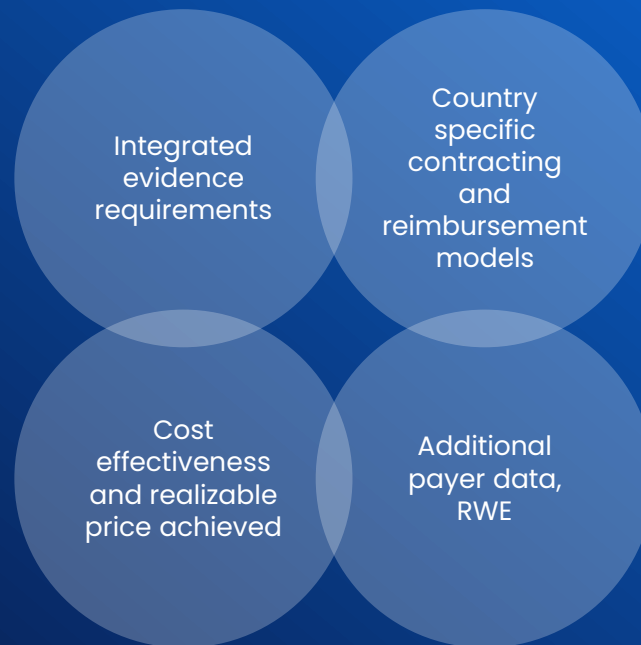 Integrated
evidence
requirements
Country
specific
contracting
and
reimbursement
models
Cost
effectiveness
and realizable
price achieved
Additional
payer data,
RWE